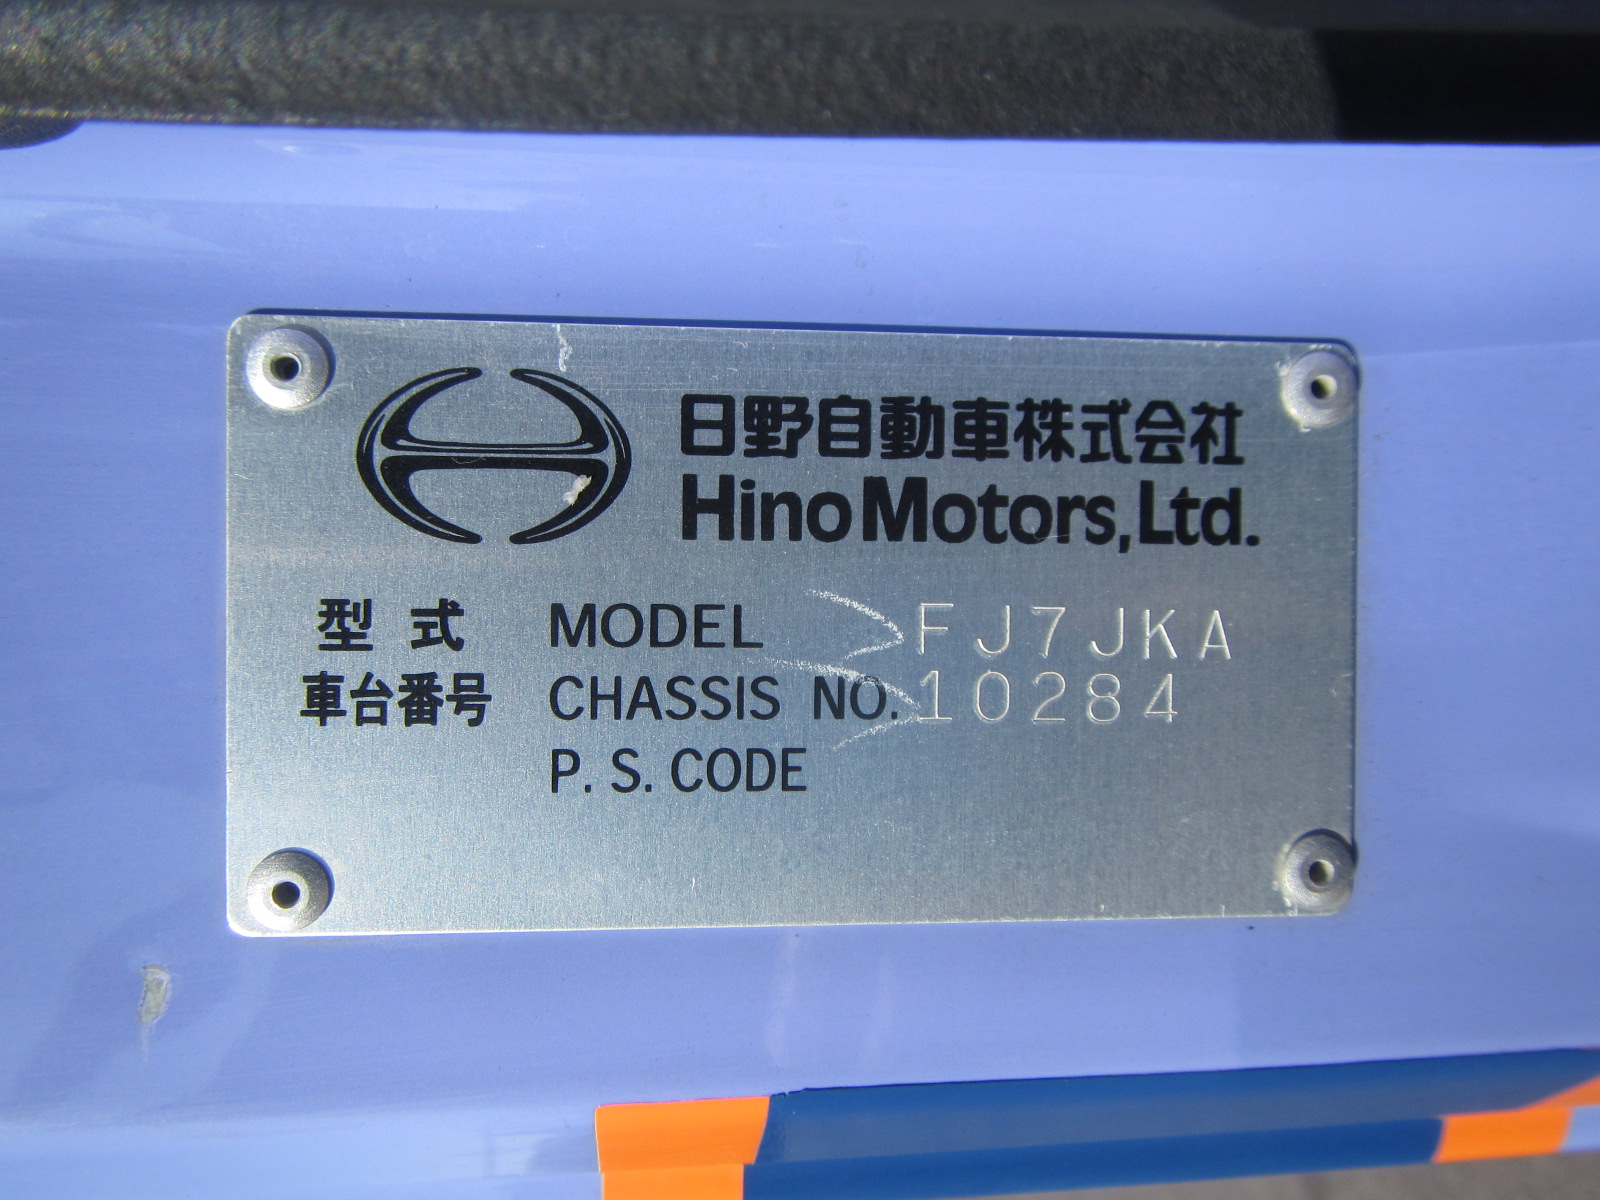 日野自動車株式会社
Hino Motors, Ltd.
型式 MODEL FJ7JKA
車台番号 CHASSIS NO. 10284
P. S. CODE